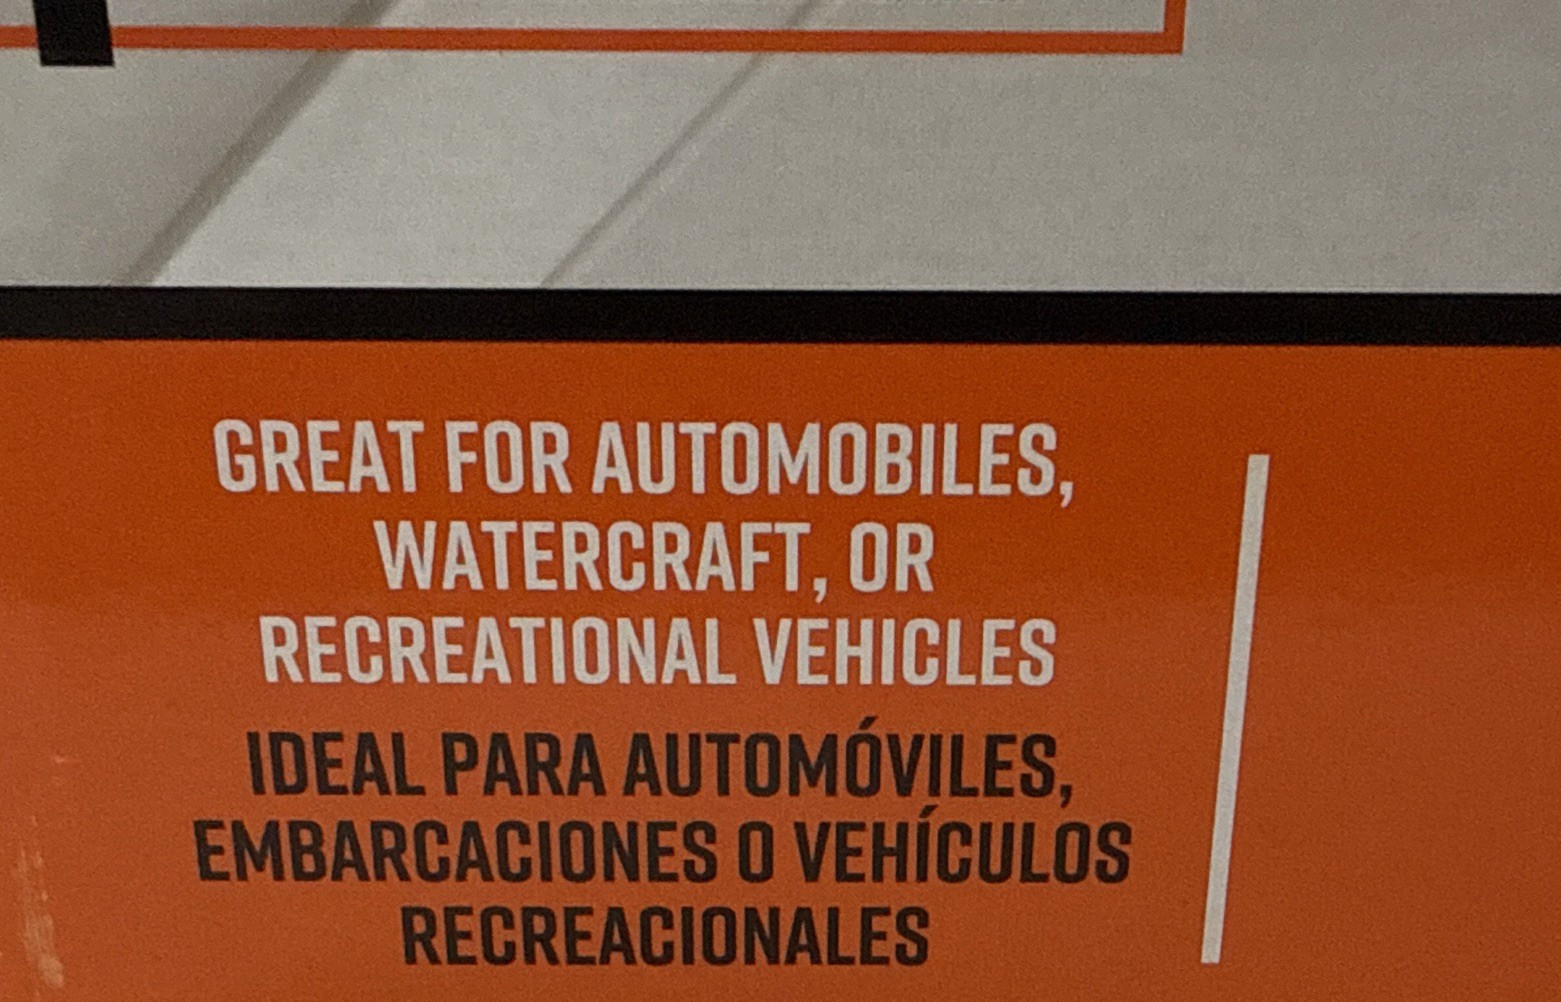 GREAT FOR AUTOMOBILES,
WATERCRAFT, OR
RECREATIONAL VEHICLES
IDEAL PARA AUTOMÓVILES,
EMBARCACIONES O VEHÍCULOS
RECREACIONALES